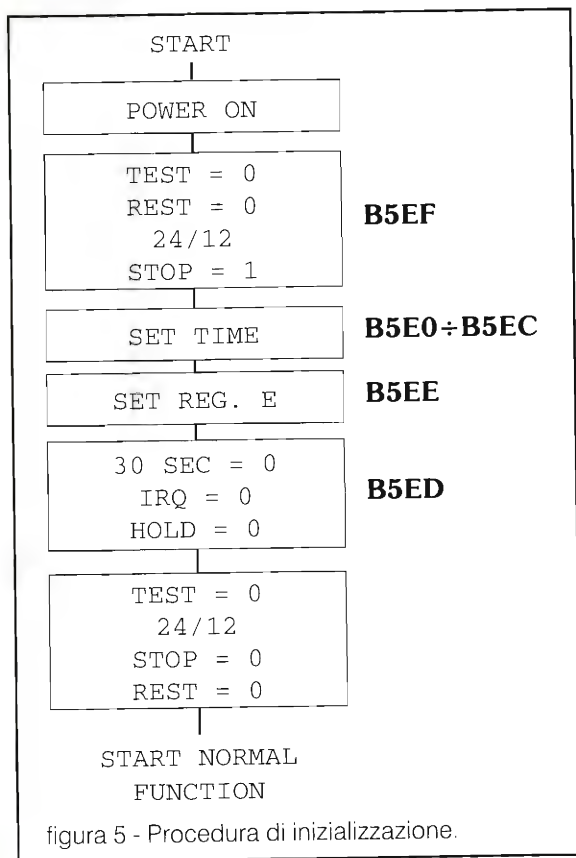 START
POWER ON
TEST = 0
REST = 0
24/12
STOP = 1
B5EF
SET TIME
B5E0÷B5EC
SET REG. E
B5EE
30 SEC = 0
IRQ = 0
HOLD = 0
B5ED
TEST = 0
24/12
STOP = 0
REST = 0
START NORMAL
FUNCTION
figura 5 - Procedura di inizializzazione.